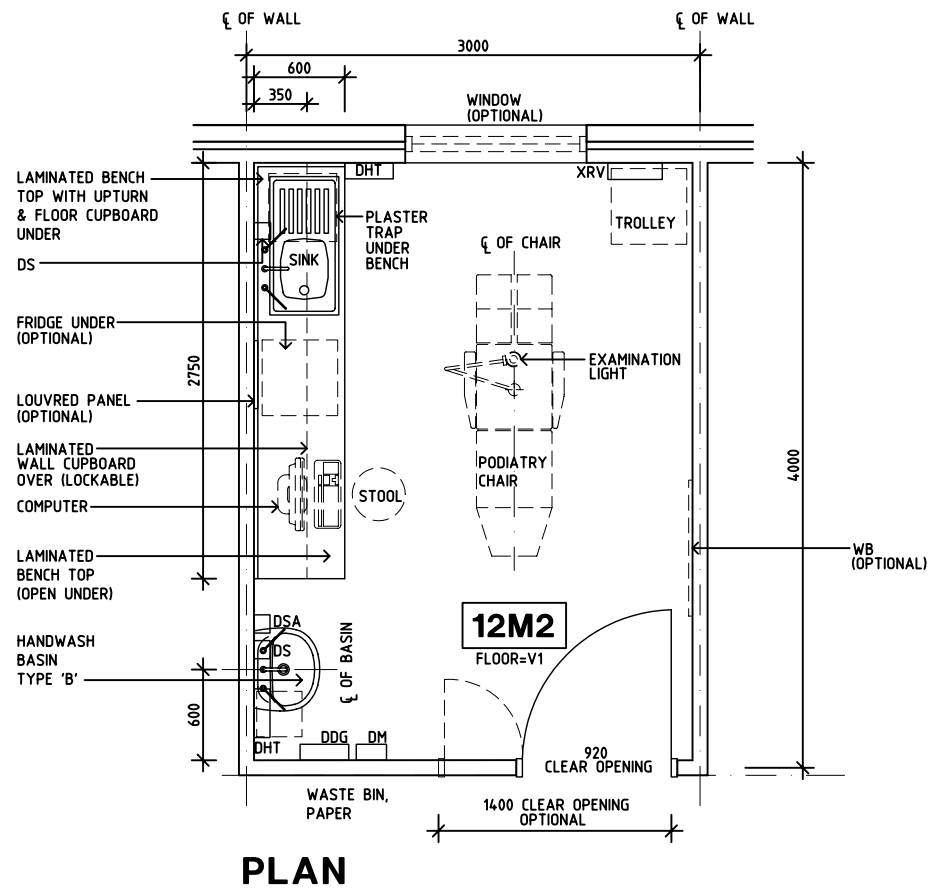 ℄ OF WALL
℄ OF WALL
3000
600
350
WINDOW
(OPTIONAL)
DHT
XRV
LAMINATED BENCH
TOP WITH UPTURN
& FLOOR CUPBOARD
UNDER
PLASTER
TRAP
UNDER
BENCH
TROLLEY
℄ OF CHAIR
DS
SINK
FRIDGE UNDER
(OPTIONAL)
EXAMINATION
LIGHT
2750
LOUVRED PANEL
(OPTIONAL)
LAMINATED
WALL CUPBOARD
OVER (LOCKABLE)
PODIATRY
CHAIR
4000
COMPUTER
STOOL
LAMINATED
BENCH TOP
(OPEN UNDER)
WB
(OPTIONAL)
DSA
12M2
FLOOR=V1
HANDWASH
BASIN
TYPE 'B'
DS
℄ OF BASIN
600
DHT
DDG
DM
920
CLEAR OPENING
WASTE BIN,
PAPER
1400 CLEAR OPENING
OPTIONAL
PLAN